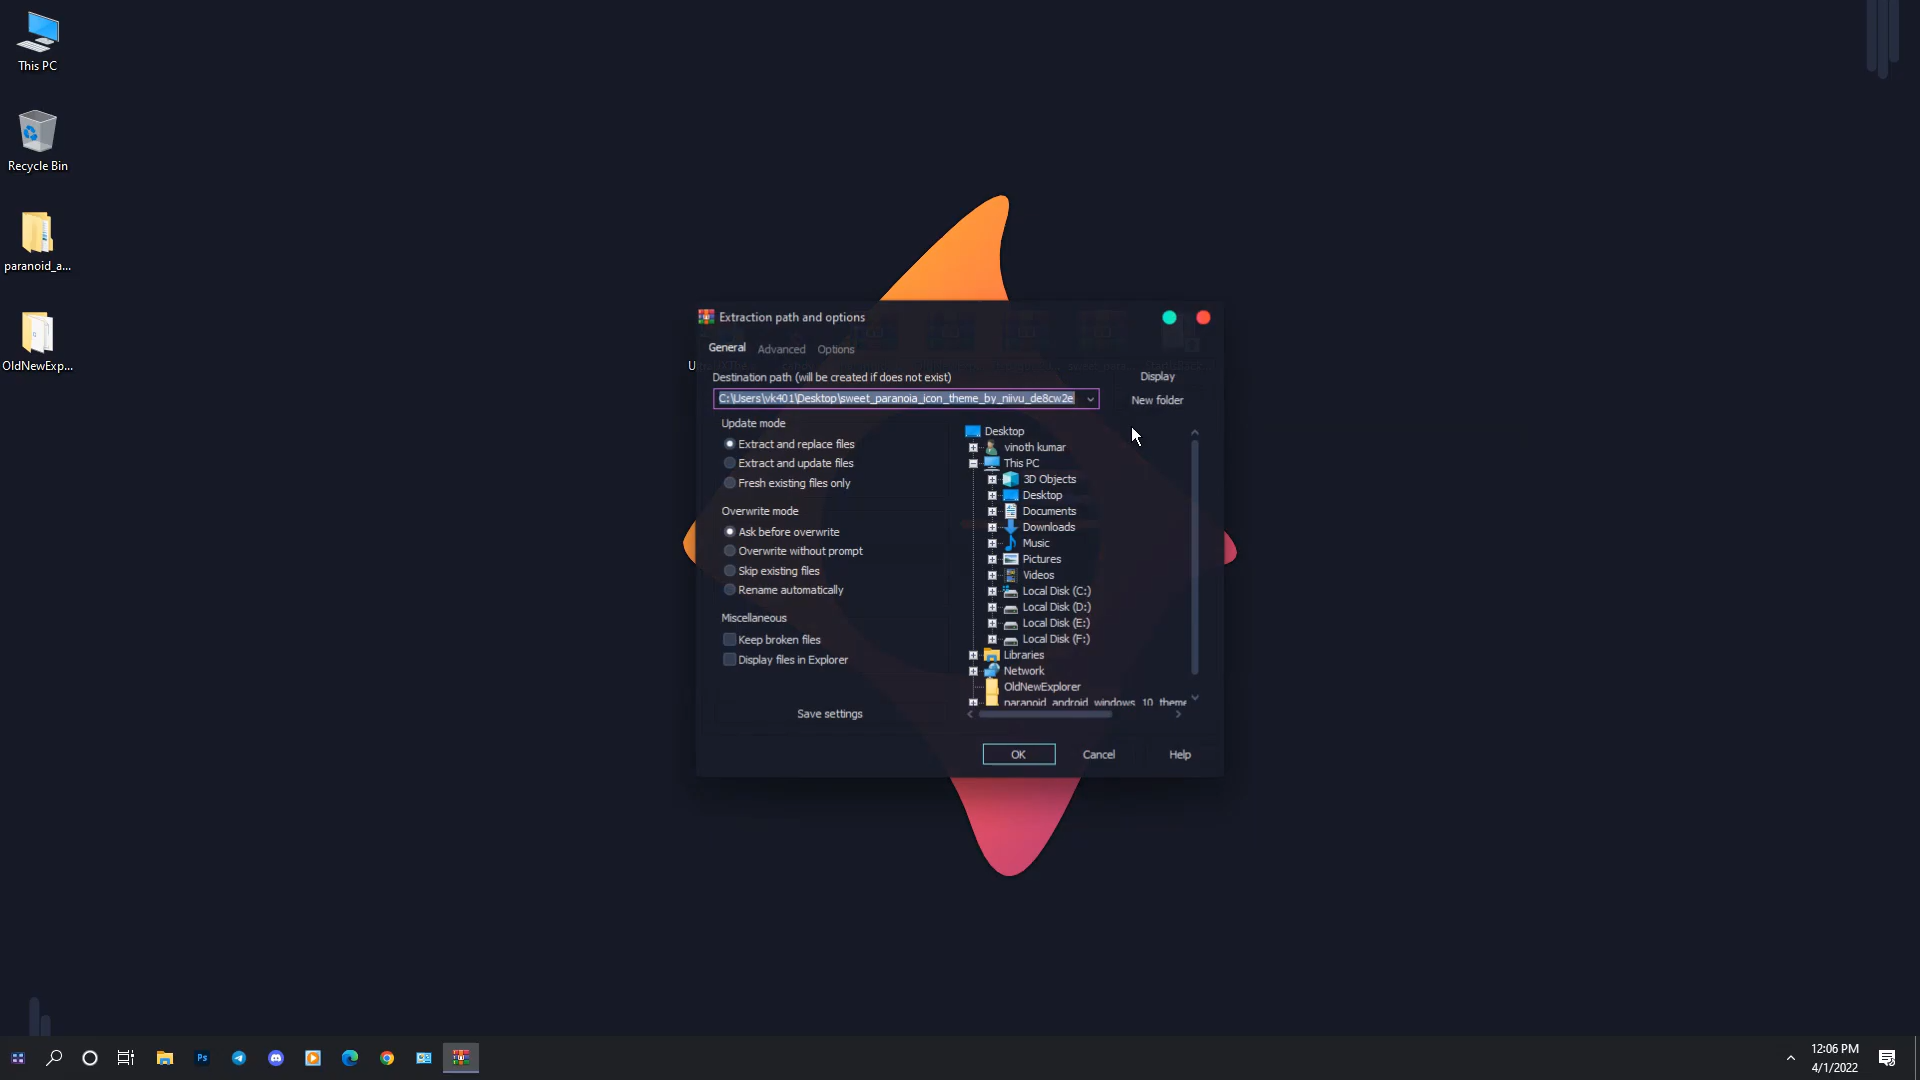 This PC
Recycle Bin
paranoid_a...
OldNewExp...
Extraction path and options
General
Advanced
Options
Destination path (will be created if does not exist)
C:\Users\vk401\Desktop\sweet_paranoia_icon_theme_by_niivu_de8cw2e
Display
New folder
Update mode
Extract and replace files
Extract and update files
Fresh existing files only
Overwrite mode
Ask before overwrite
Overwrite without prompt
Skip existing files
Rename automatically
Miscellaneous
Keep broken files
Display files in Explorer
Save settings
Desktop
vinoth kumar
This PC
3D Objects
Desktop
Documents
Downloads
Music
Pictures
Videos
Local Disk (C:)
Local Disk (D:)
Local Disk (E:)
Local Disk (F:)
Libraries
Network
OldNewExplorer
paranoid_android_windows_10_theme
OK
Cancel
Help
Ps
12:06 PM
4/1/2022